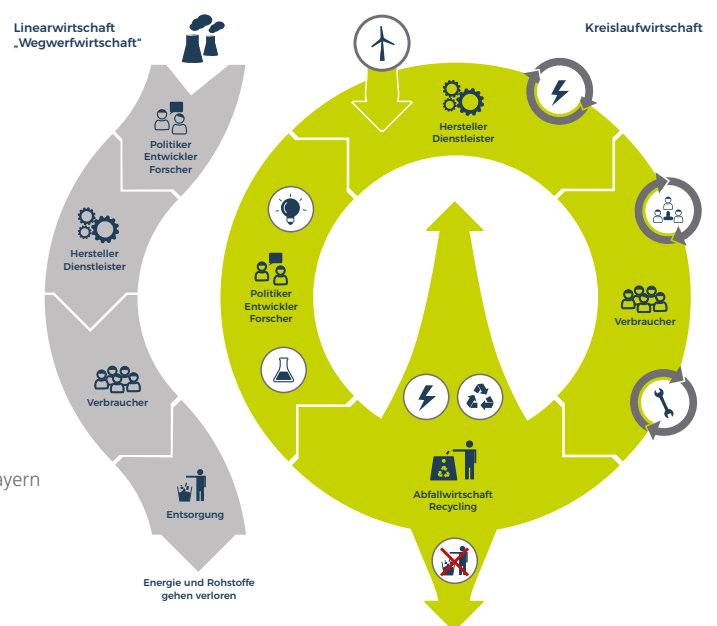 Linearwirtschaft
„Wegwerfwirtschaft“
Politiker
Entwickler
Forscher
Hersteller
Dienstleister
Verbraucher
Entsorgung
Energie und Rohstoffe
gehen verloren
ayern
Kreislaufwirtschaft
Hersteller
Dienstleister
Politiker
Entwickler
Forscher
Verbraucher
Abfallwirtschaft
Recycling